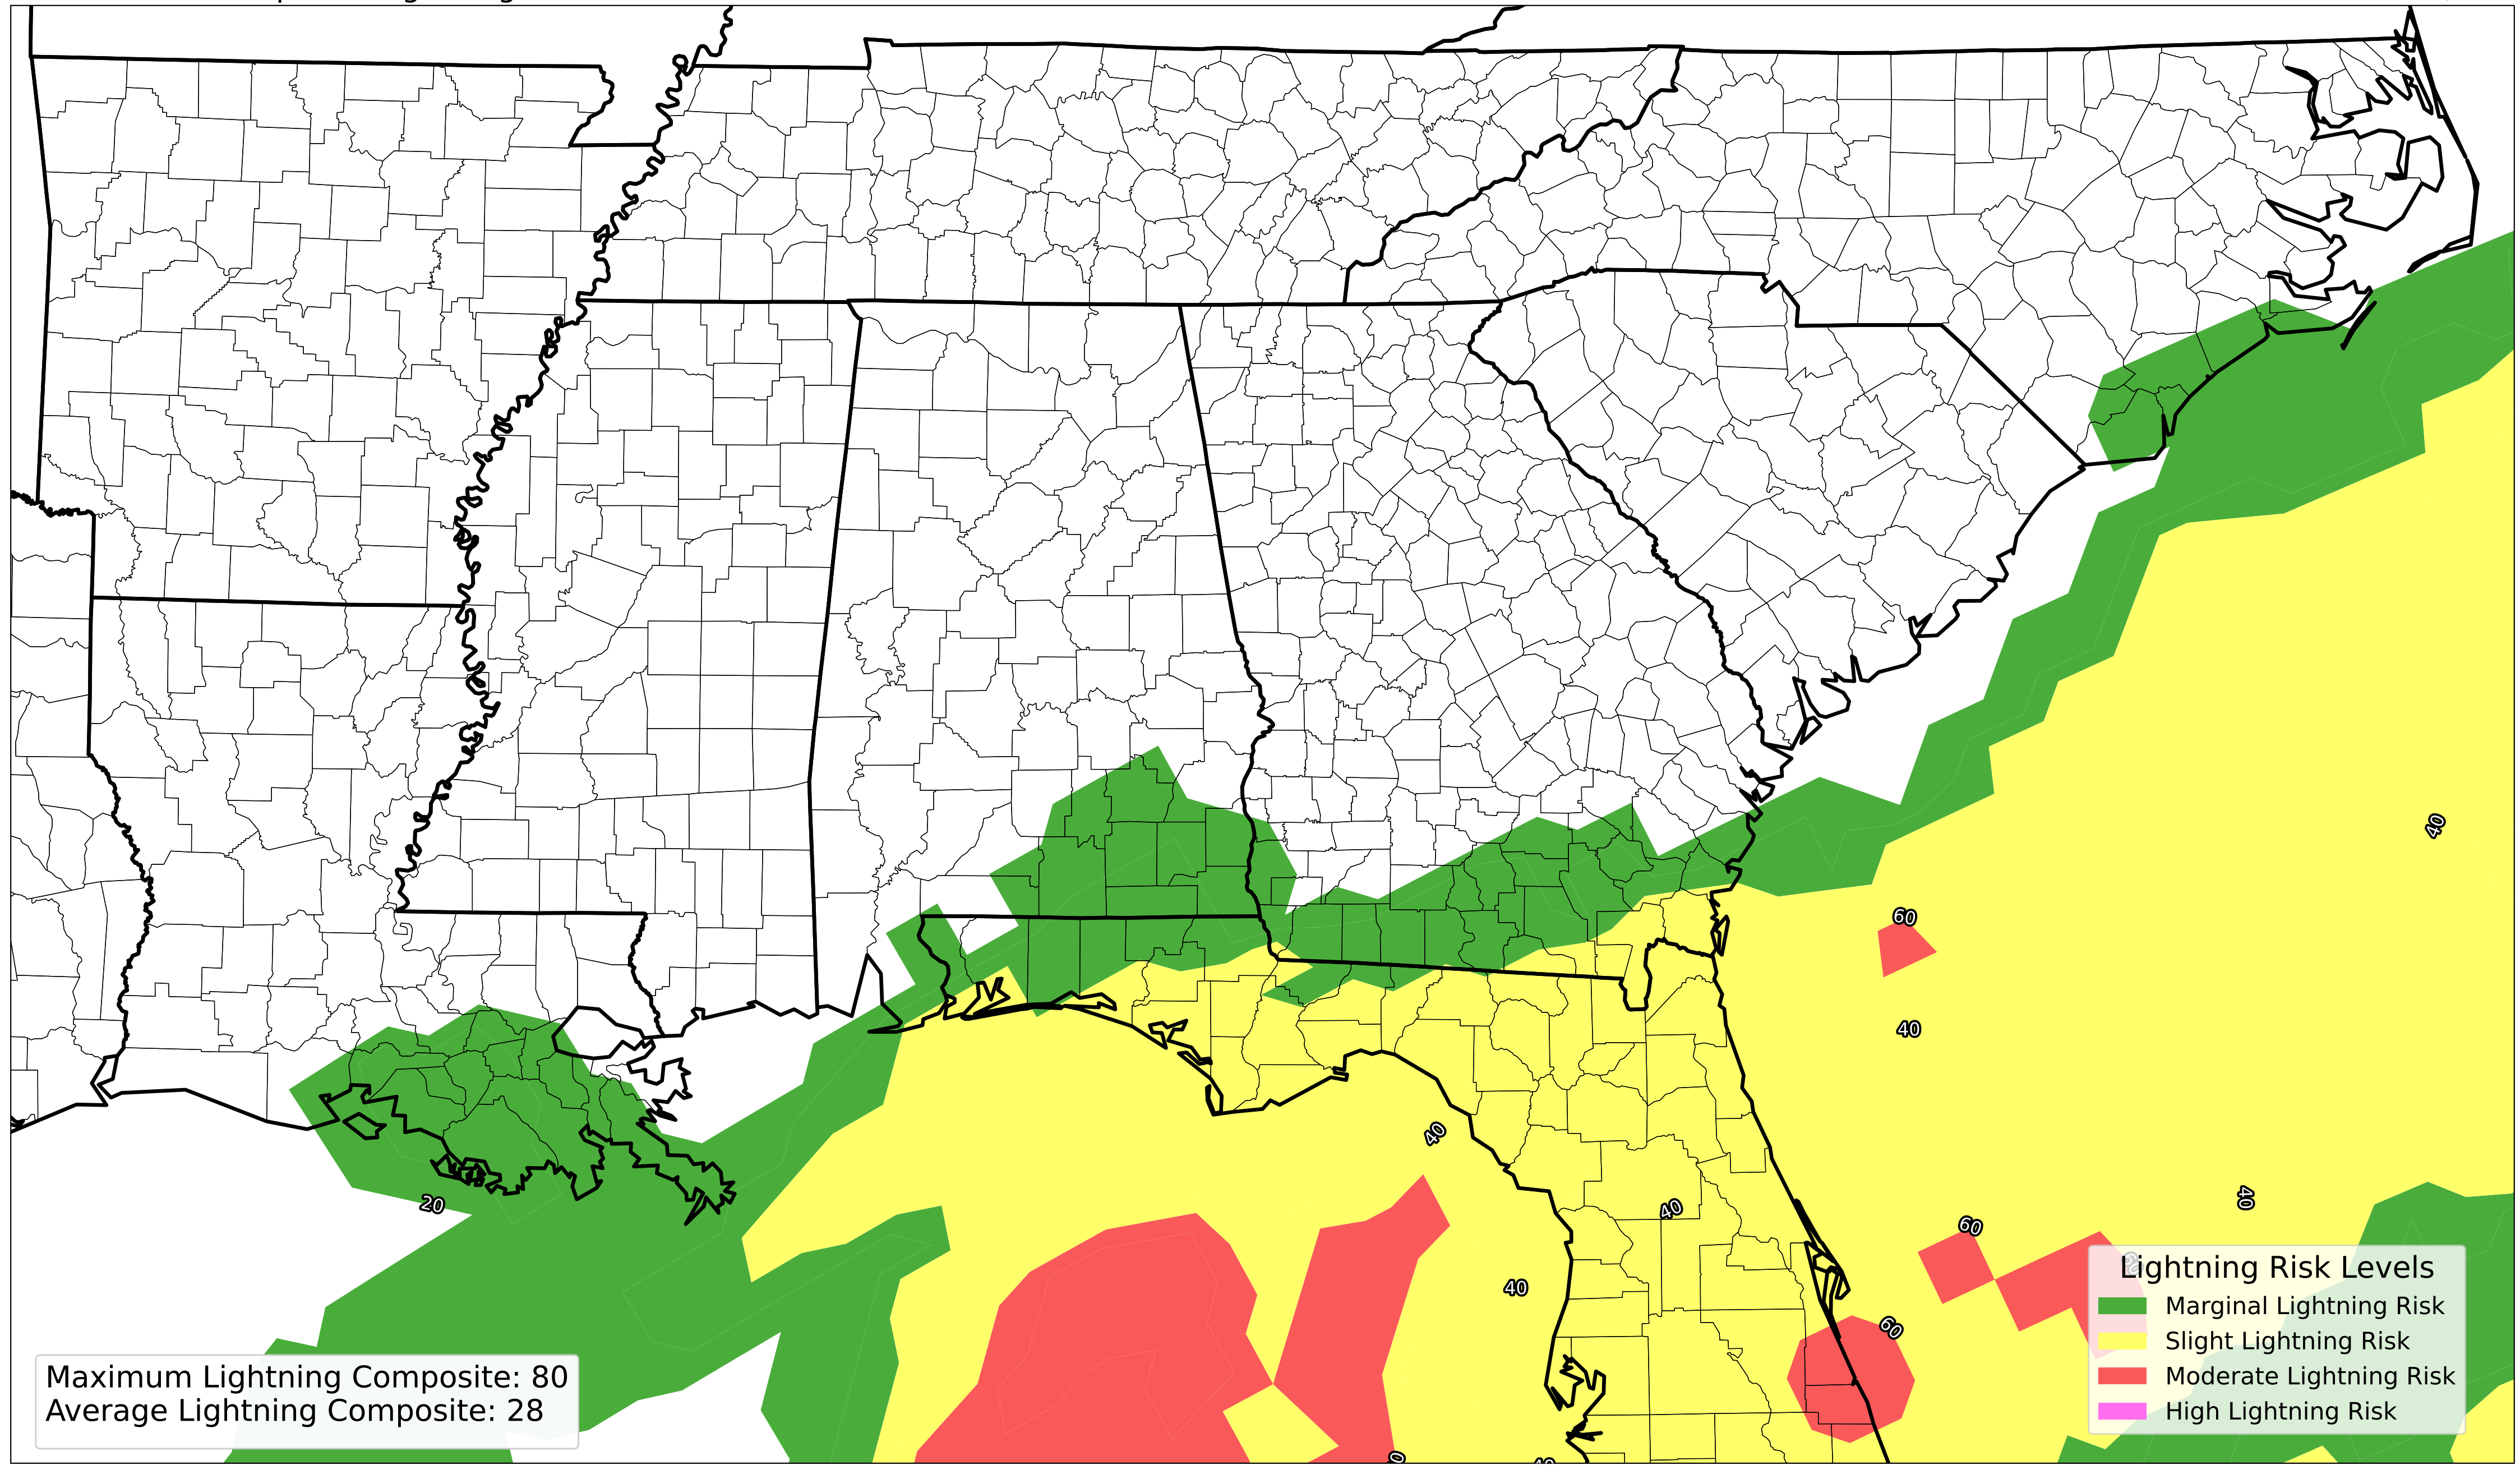 40
60
40
40
20
40
40
60
40
60
Lightning Risk Levels
Marginal Lightning Risk
Slight Lightning Risk
Moderate Lightning Risk
High Lightning Risk
Maximum Lightning Composite: 80
Average Lightning Composite: 28